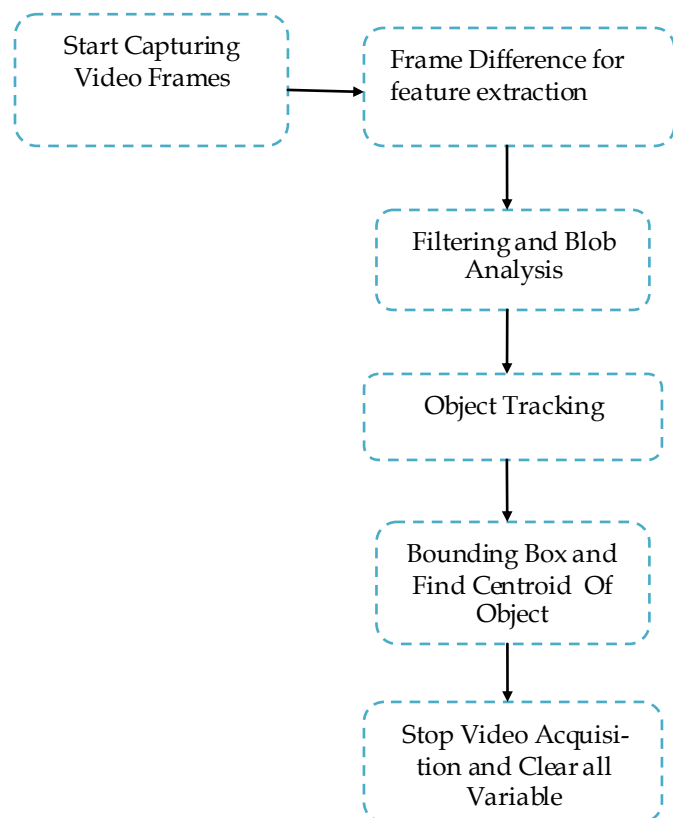 Start Capturing
Video Frames
Frame Difference for
feature extraction
Filtering and Blob
Analysis
Object Tracking
Bounding Box and
Find Centroid Of
Object
Stop Video Acquisi-
tion and Clear all
Variable